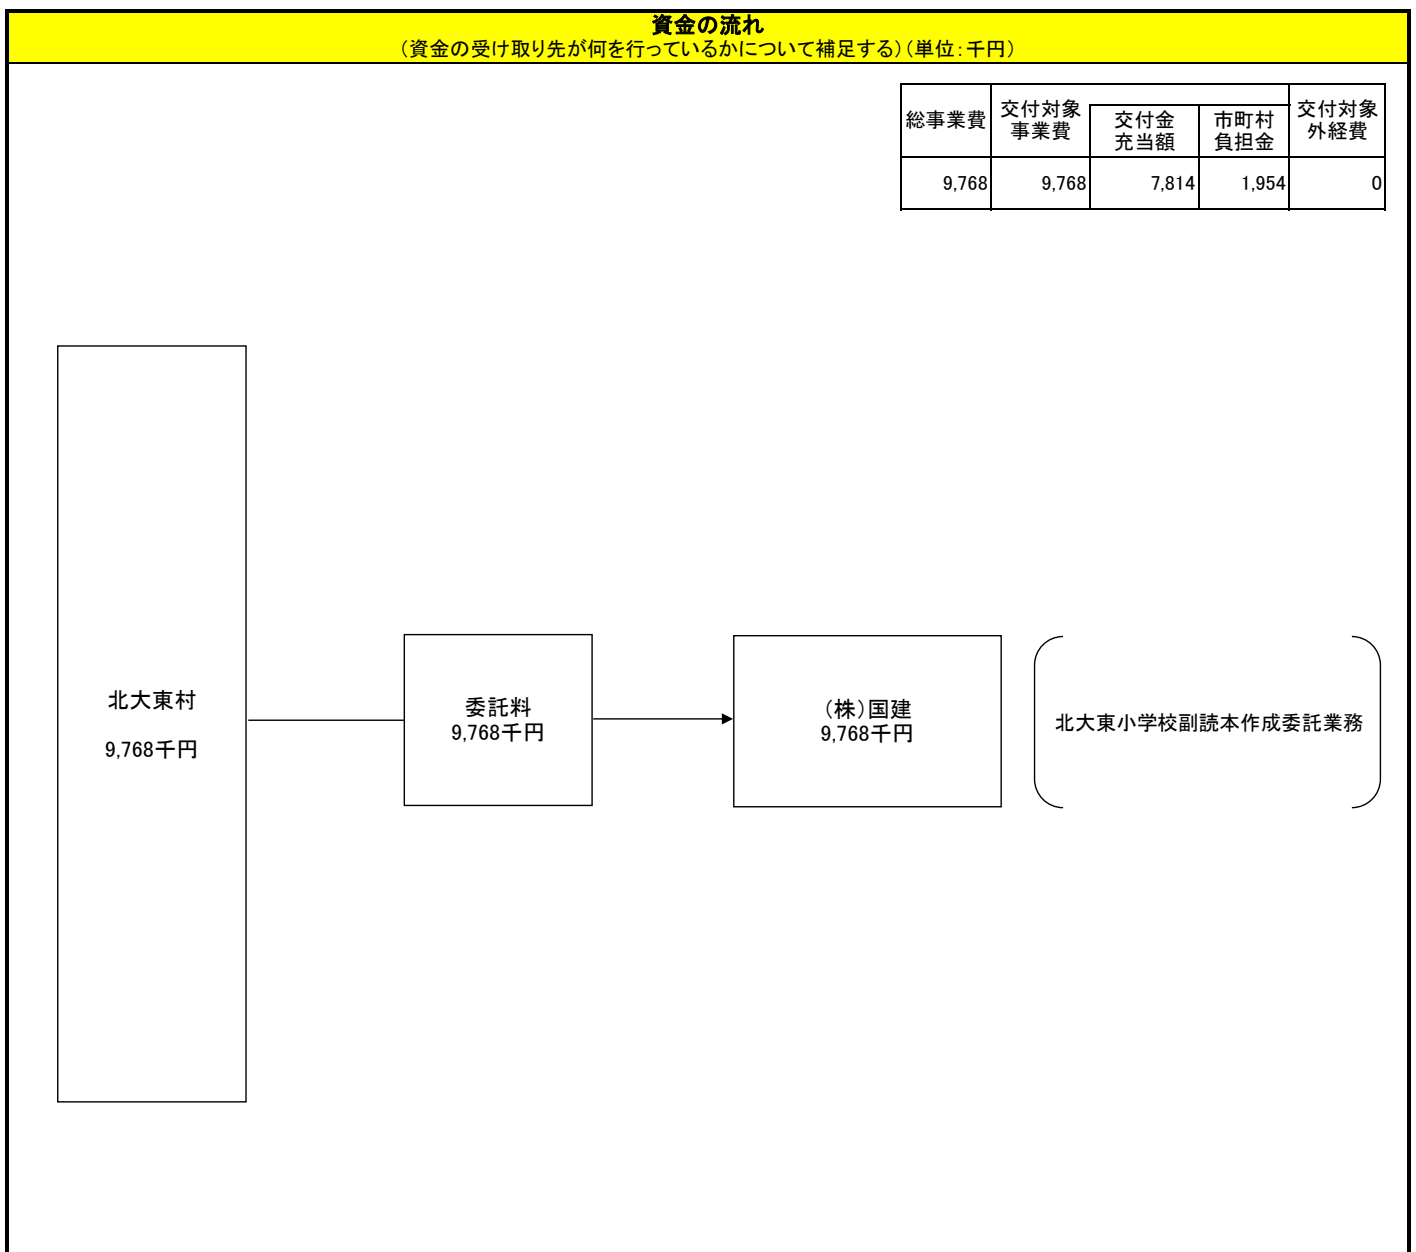 資金の流れ
（資金の受け取り先が何を行っているかについて補足する）（単位：千円）
総事業費
交付対象
事業費
交付金
充当額
市町村
負担金
交付対象
外経費
9,768
9,768
7,814
1,954
0
北大東村
9,768千円
委託料
9,768千円
（株）国建
9,768千円
北大東小学校副読本作成委託業務